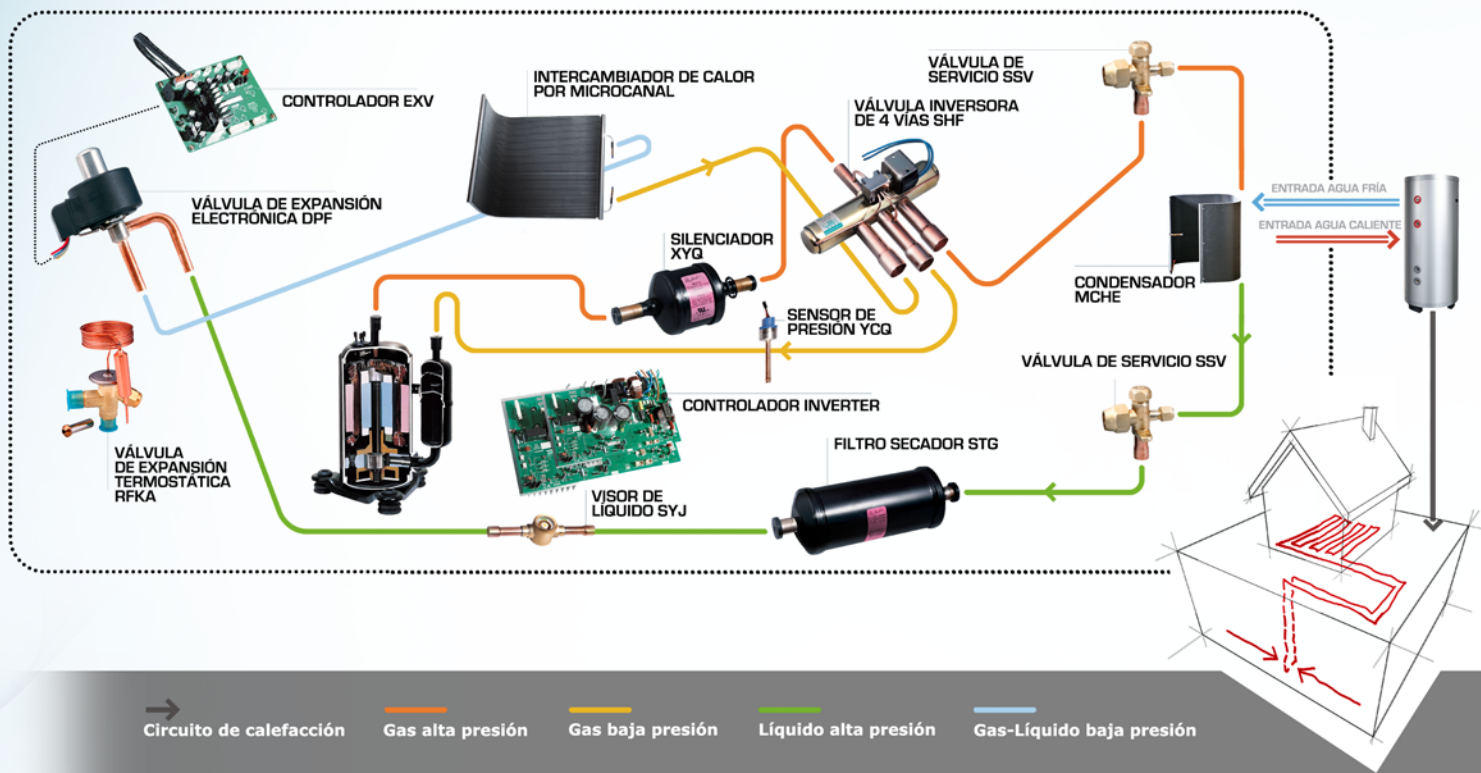 CONTROLADOR EXV
INTERCAMBIADOR DE CALOR
POR MICROCANAL
VÁLVULA DE
SERVICIO SSV
VÁLVULA INVERSORA
DE 4 VÍAS SHF
VÁLVULA DE EXPANSIÓN
ELECTRÓNICA DPF
ENTRADA AGUA FRÍA
ENTRADA AGUA CALIENTE
SILENCIADOR
XYQ
CONDENSADOR
MCHE
SENSOR DE
PRESIÓN YCQ
VÁLVULA DE SERVICIO SSV
CONTROLADOR INVERTER
FILTRO SECADOR STG
VÁLVULA
DE EXPANSIÓN
TERMOSTÁTICA
RFKA
VISOR DE
LÍQUIDO SYJ
Circuito de calefacción
Gas alta presión
Gas baja presión
Líquido alta presión
Gas-Líquido baja presión